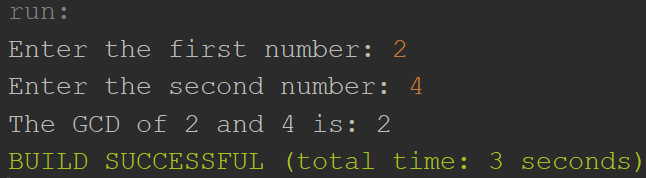 run:
Enter the first number: 2
Enter the second number: 4
The GCD of 2 and 4 is: 2
BUILD SUCCESSFUL (total time: 3 seconds)